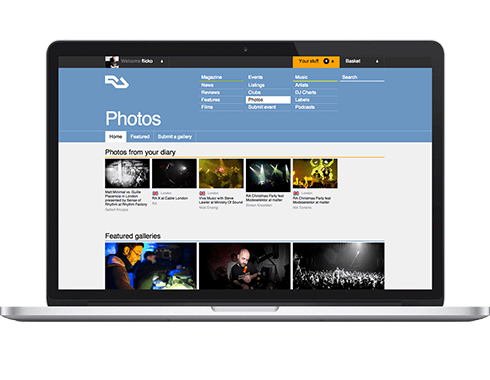 Welcome flicko
Your stuff
Basket
Magazine Events Music Search
News Listings Artists
Reviews Clubs DJ Charts
Features Photos Labels
Films Submit event Podcasts
Photos
Home Featured Submit a gallery
Photos from your diary
London London London London
Matt Minimal vs. Guille Placencia in London presented by Sense of Rhythm at Rhythm Factory
RA X at Cable London
Viva Music with Steve Lawler at Ministry Of Sound
RA Christmas Party feat Modeselektor at matter
RA Christmas Party feat Modeselektor at matter
Featured galleries